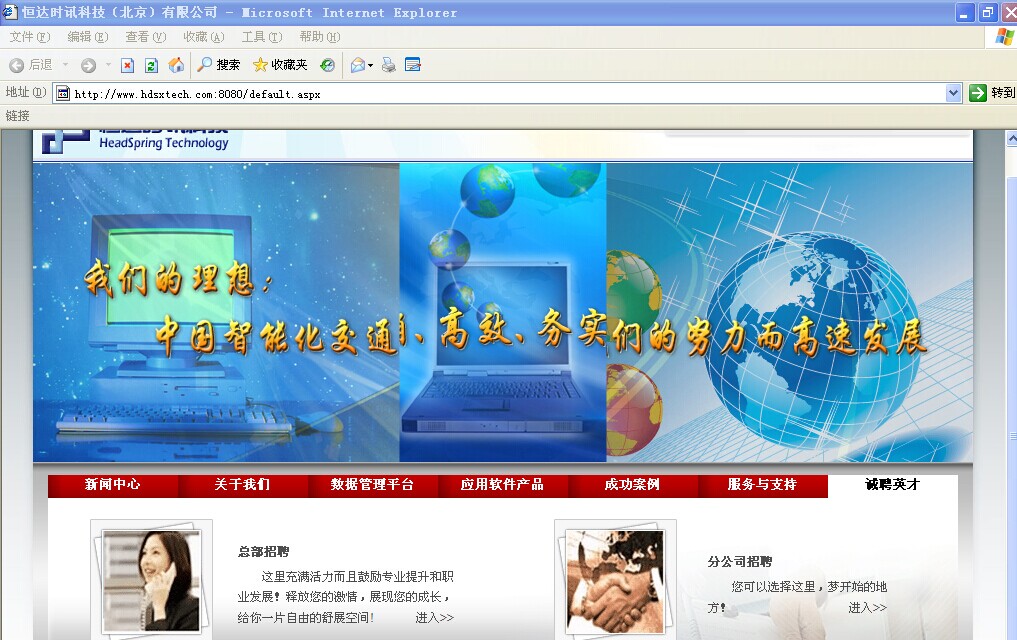 恒达时讯科技（北京）有限公司 - Microsoft Internet Explorer
文件(F) 编辑(E) 查看(V) 收藏(A) 工具(T) 帮助(H)
后退 搜索 收藏夹
地址(D) http://www.hdsxtech.com:8080/default.aspx 转到
链接
HeadSpring Technology
我们的理想：
中国智能化交通
、高效、务实
们的努力而高速发展
新闻中心 关于我们 数据管理平台 应用软件产品 成功案例 服务与支持 诚聘英才
总部招聘
这里充满活力而且鼓励专业提升和职
业发展！释放您的激情，展现您的成长，
给你一片自由的舒展空间！ 进入>>
分公司招聘
您可以选择这里，梦开始的地
方！ 进入>>